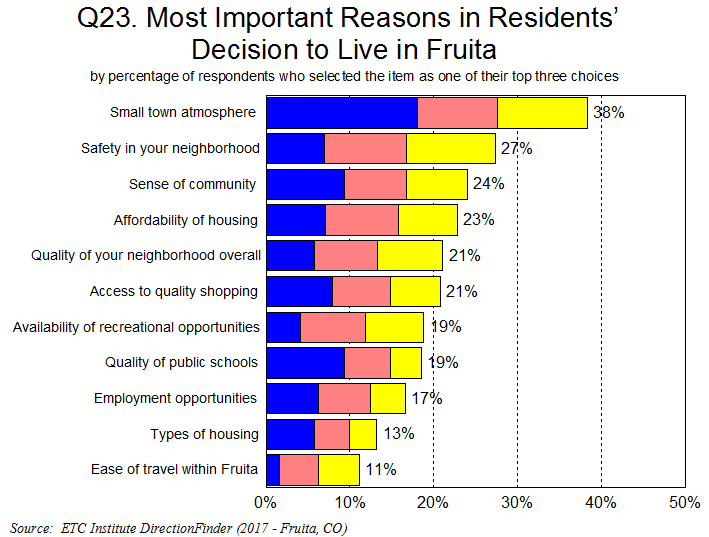 Q23. Most Important Reasons in Residents’
Decision to Live in Fruita
by percentage of respondents who selected the item as one of their top three choices
Small town atmosphere 38%
Safety in your neighborhood 27%
Sense of community 24%
Affordability of housing 23%
Quality of your neighborhood overall 21%
Access to quality shopping 21%
Availability of recreational opportunities 19%
Quality of public schools 19%
Employment opportunities 17%
Types of housing 13%
Ease of travel within Fruita 11%
0% 10% 20% 30% 40% 50%
Source: ETC Institute DirectionFinder (2017 - Fruita, CO)